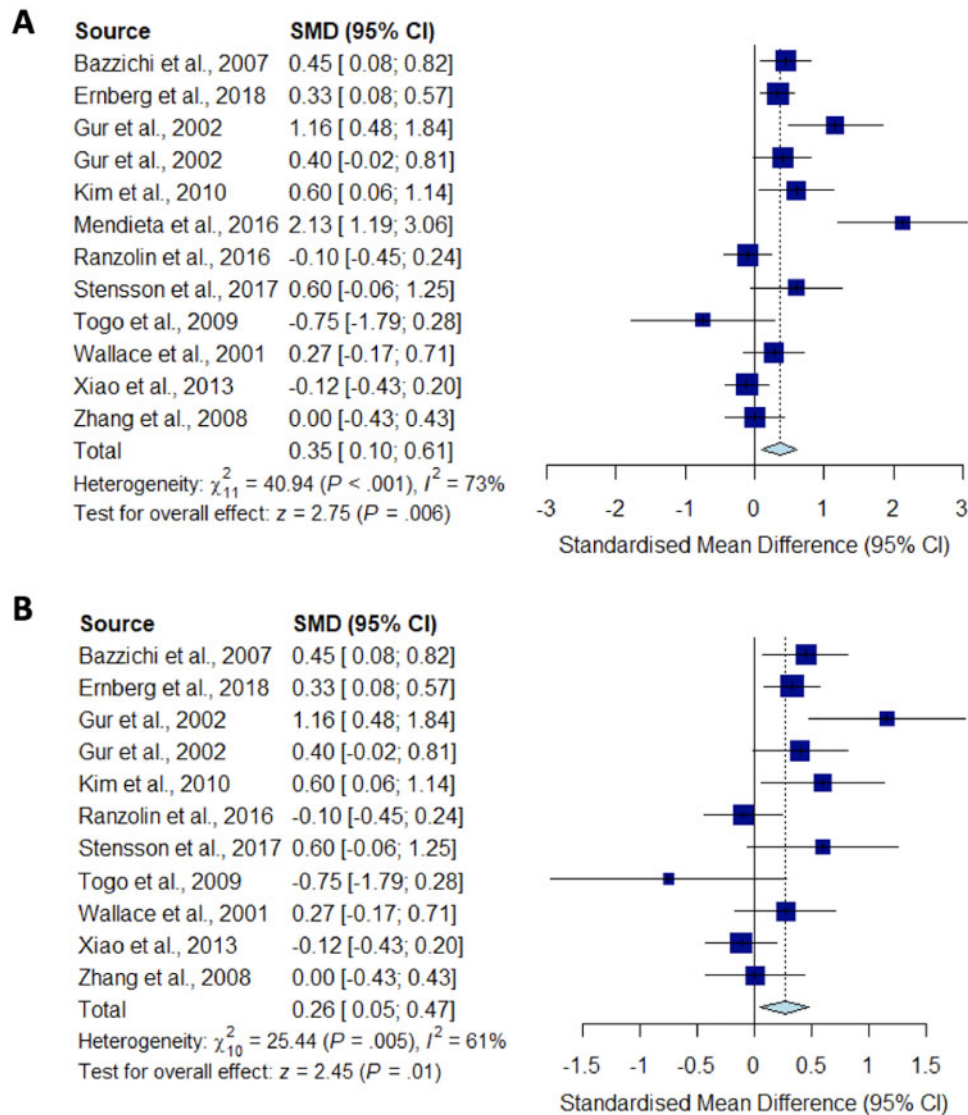 A
Source SMD (95% CI)
Bazzichi et al., 2007 0.45 [ 0.08; 0.82]
Ernberg et al., 2018 0.33 [ 0.08; 0.57]
Gur et al., 2002 1.16 [ 0.48; 1.84]
Gur et al., 2002 0.40 [-0.02; 0.81]
Kim et al., 2010 0.60 [ 0.06; 1.14]
Mendieta et al., 2016 2.13 [ 1.19; 3.06]
Ranzolin et al., 2016 -0.10 [-0.45; 0.24]
Stensson et al., 2017 0.60 [-0.06; 1.25]
Togo et al., 2009 -0.75 [-1.79; 0.28]
Wallace et al., 2001 0.27 [-0.17; 0.71]
Xiao et al., 2013 -0.12 [-0.43; 0.20]
Zhang et al., 2008 0.00 [-0.43; 0.43]
Total 0.35 [ 0.10; 0.61]
Heterogeneity: χ²₁₁ = 40.94 (P < .001), I² = 73%
Test for overall effect: z = 2.75 (P = .006)
-3 -2 -1 0 1 2 3
Standardised Mean Difference (95% CI)
B
Source SMD (95% CI)
Bazzichi et al., 2007 0.45 [ 0.08; 0.82]
Ernberg et al., 2018 0.33 [ 0.08; 0.57]
Gur et al., 2002 1.16 [ 0.48; 1.84]
Gur et al., 2002 0.40 [-0.02; 0.81]
Kim et al., 2010 0.60 [ 0.06; 1.14]
Ranzolin et al., 2016 -0.10 [-0.45; 0.24]
Stensson et al., 2017 0.60 [-0.06; 1.25]
Togo et al., 2009 -0.75 [-1.79; 0.28]
Wallace et al., 2001 0.27 [-0.17; 0.71]
Xiao et al., 2013 -0.12 [-0.43; 0.20]
Zhang et al., 2008 0.00 [-0.43; 0.43]
Total 0.26 [ 0.05; 0.47]
Heterogeneity: χ²₁₀ = 25.44 (P = .005), I² = 61%
Test for overall effect: z = 2.45 (P = .01)
-1.5 -1 -0.5 0 0.5 1 1.5
Standardised Mean Difference (95% CI)